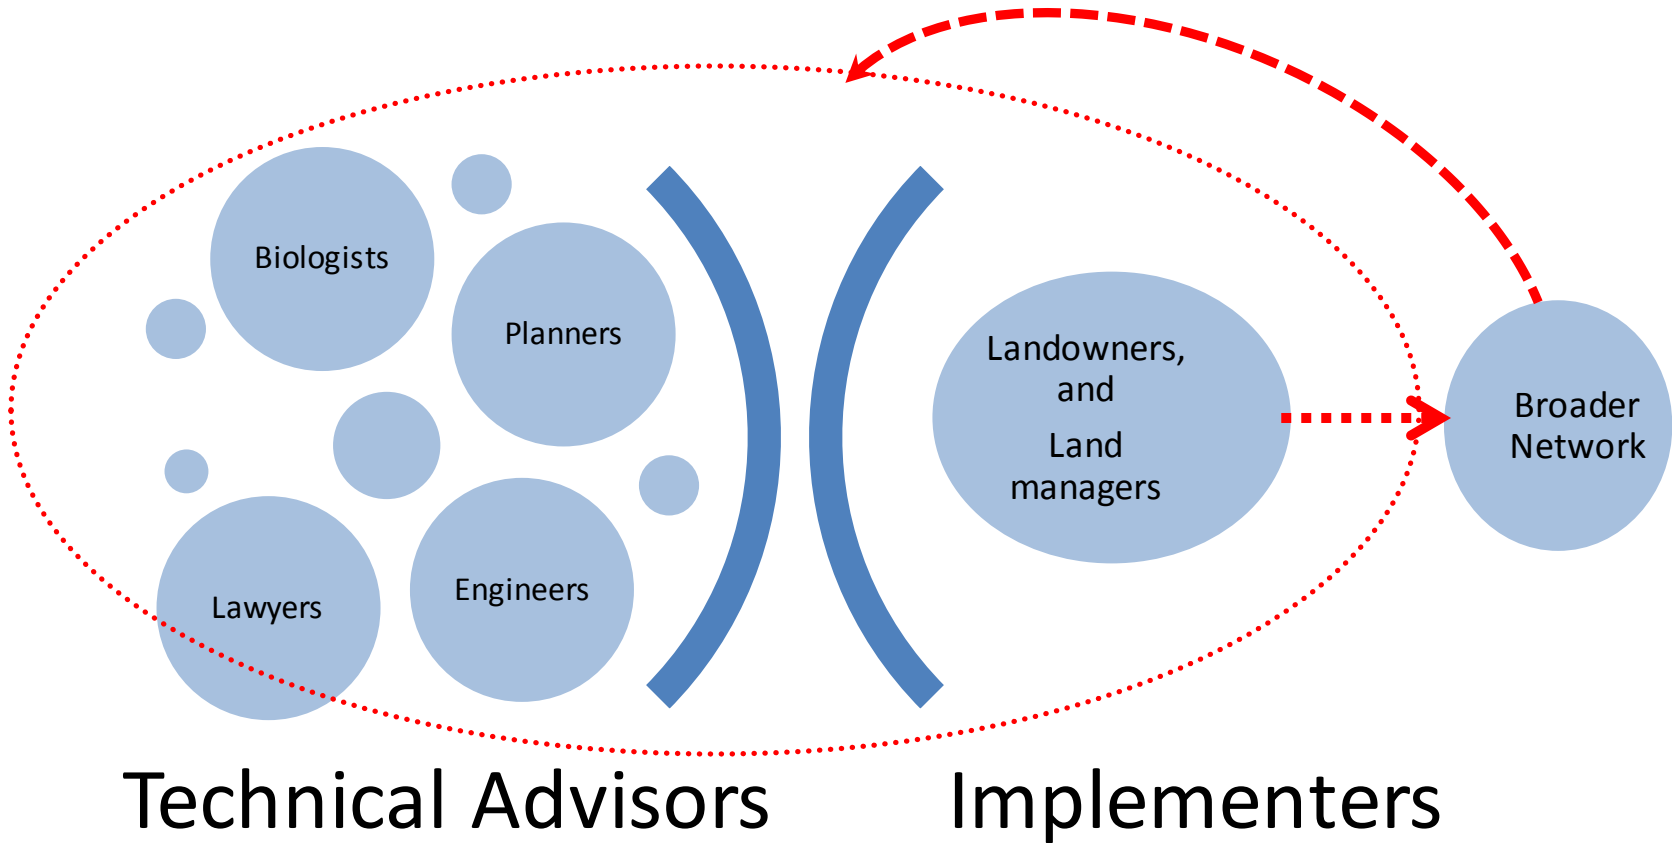 Biologists
Planners
Lawyers
Engineers
Landowners,
and
Land
managers
Broader
Network
Technical Advisors
Implementers